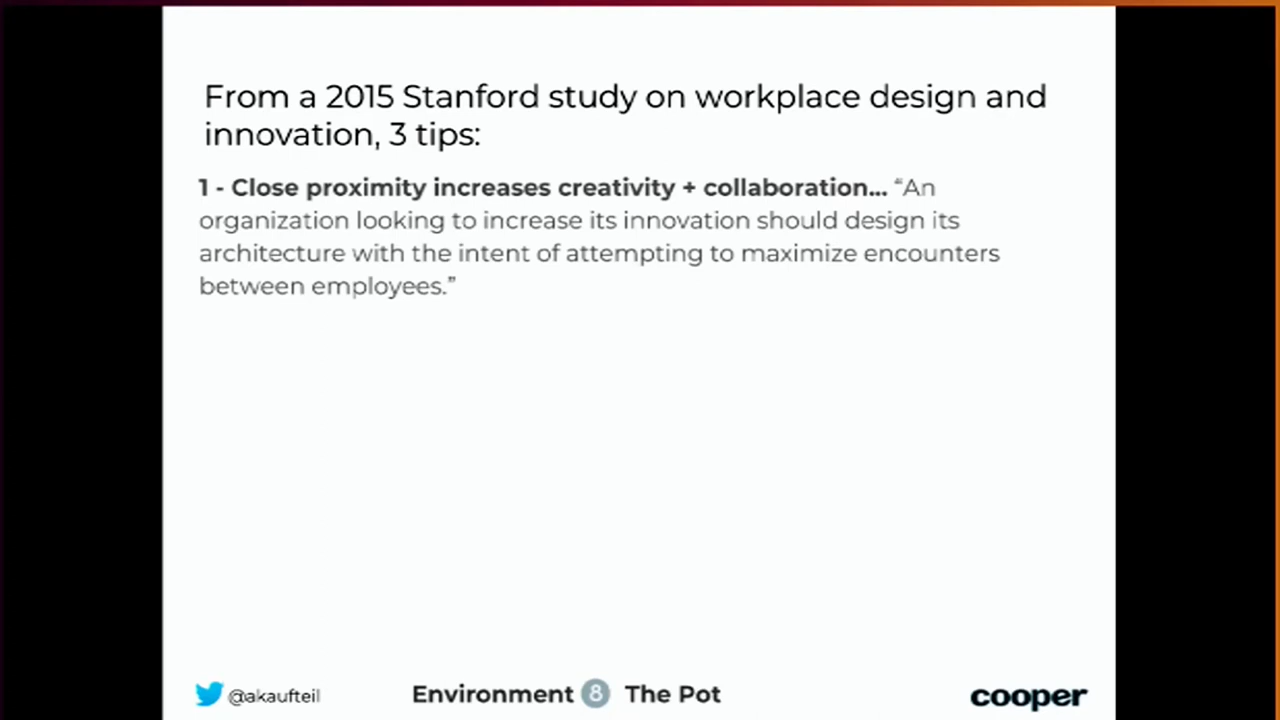 From a 2015 Stanford study on workplace design and
innovation, 3 tips:
1 - Close proximity increases creativity + collaboration... “An
organization looking to increase its innovation should design its
architecture with the intent of attempting to maximize encounters
between employees.”
@akaufteil Environment 8 The Pot cooper